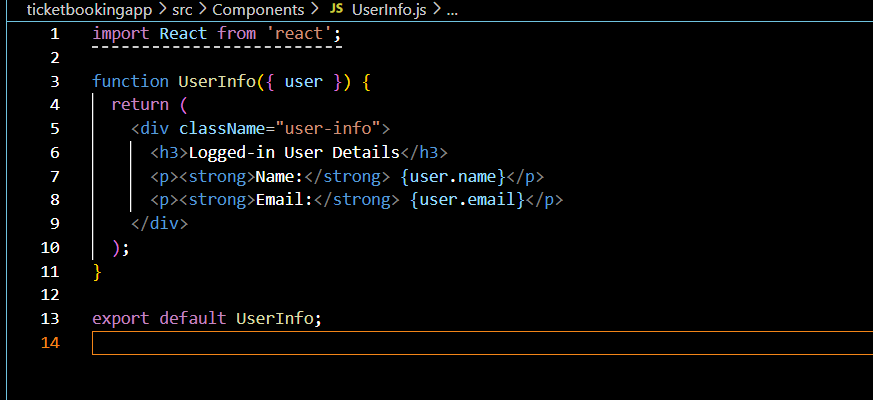 ticketbookingapp > src > Components > JS UserInfo.js > ...
1 import React from 'react';
2
3 function UserInfo({ user }) {
4   return (
5     <div className="user-info">
6       <h3>Logged-in User Details</h3>
7       <p><strong>Name:</strong> {user.name}</p>
8       <p><strong>Email:</strong> {user.email}</p>
9     </div>
10   );
11 }
12
13 export default UserInfo;
14